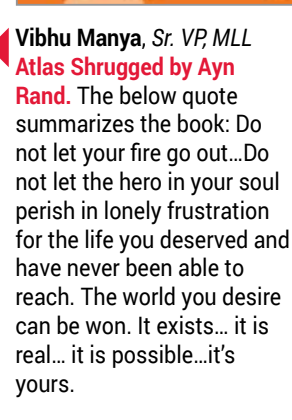 Vibhu Manya, Sr. VP, MLL
Atlas Shrugged by Ayn
Rand. The below quote
summarizes the book: Do
not let your fire go out…Do
not let the hero in your soul
perish in lonely frustration
for the life you deserved and
have never been able to
reach. The world you desire
can be won. It exists… it is
real… it is possible…it's
yours.